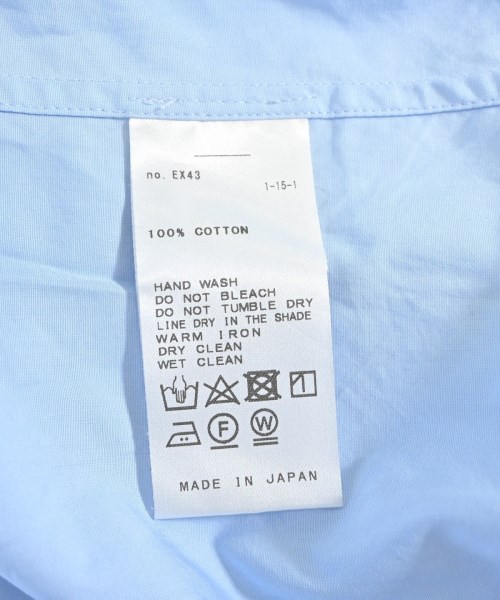 no. EX43
1-15-1
100% COTTON
HAND WASH
DO NOT BLEACH
DO NOT TUMBLE DRY
LINE DRY IN THE SHADE
WARM IRON
DRY CLEAN
WET CLEAN
F W
MADE IN JAPAN